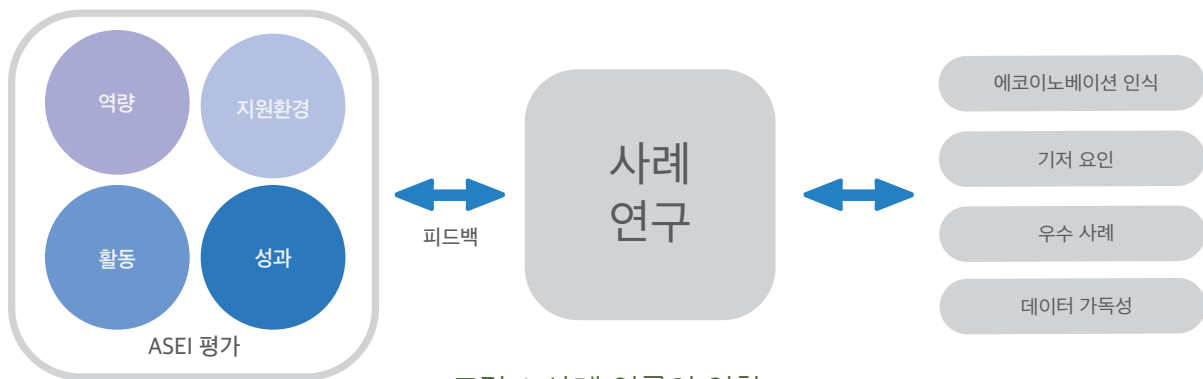 역량
지원환경
활동
성과
ASEI 평가
피드백
사례
연구
에코이노베이션 인식
기저 요인
우수 사례
데이터 가독성